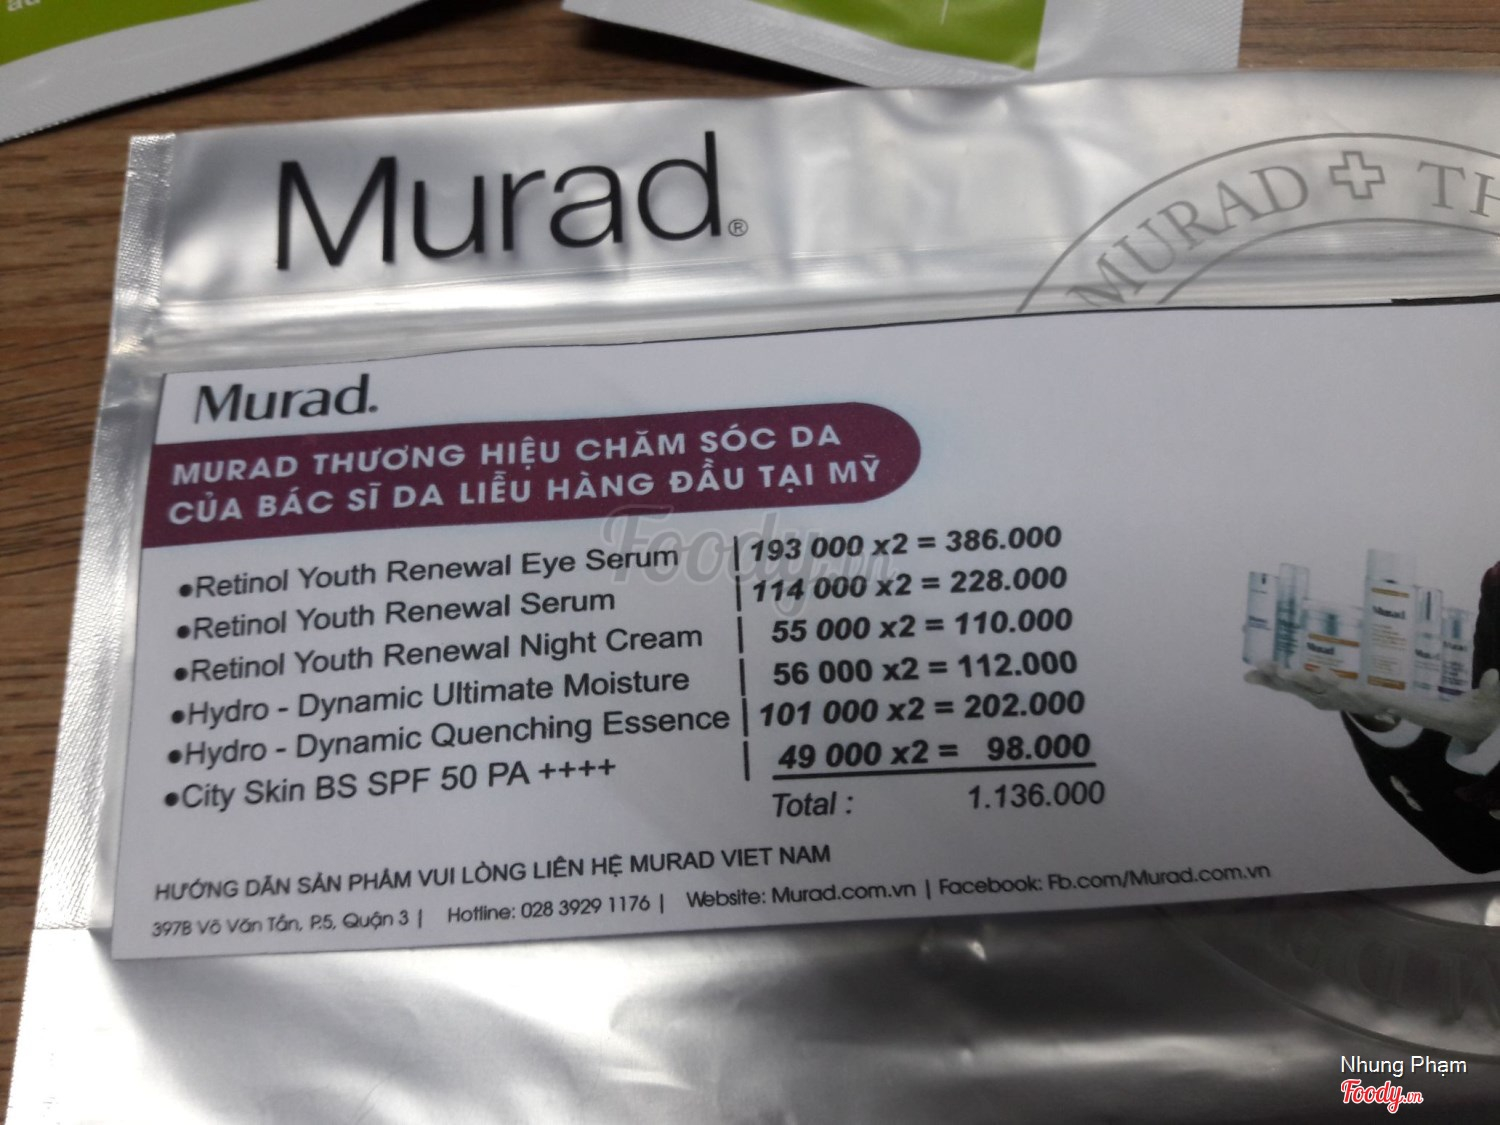 Murad®
MURAD TH
Murad.
MURAD THƯƠNG HIỆU CHĂM SÓC DA
CỦA BÁC SĨ DA LIỄU HÀNG ĐẦU TẠI MỸ
•Retinol Youth Renewal Eye Serum | 193 000 x2 = 386.000
•Retinol Youth Renewal Serum | 114 000 x2 = 228.000
•Retinol Youth Renewal Night Cream | 55 000 x2 = 110.000
•Hydro - Dynamic Ultimate Moisture | 56 000 x2 = 112.000
•Hydro - Dynamic Quenching Essence | 101 000 x2 = 202.000
•City Skin BS SPF 50 PA ++++ | 49 000 x2 = 98.000
Total : 1.136.000
HƯỚNG DẪN SẢN PHẨM VUI LÒNG LIÊN HỆ MURAD VIET NAM
397B Võ Văn Tần, P.5, Quận 3 | Hotline: 028 3929 1176 | Website: Murad.com.vn | Facebook: Fb.com/Murad.com.vn
Foody.vn
Nhung Phạm
Foody.vn